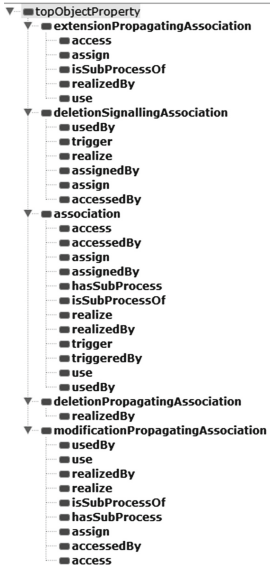 topObjectProperty
extensionPropagatingAssociation
access
assign
isSubProcessOf
realizedBy
use
deletionSignallingAssociation
usedBy
trigger
realize
assignedBy
assign
accessedBy
association
access
accessedBy
assign
assignedBy
hasSubProcess
isSubProcessOf
realize
realizedBy
trigger
triggeredBy
use
usedBy
deletionPropagatingAssociation
realizedBy
modificationPropagatingAssociation
usedBy
use
realizedBy
realize
isSubProcessOf
hasSubProcess
assign
accessedBy
access